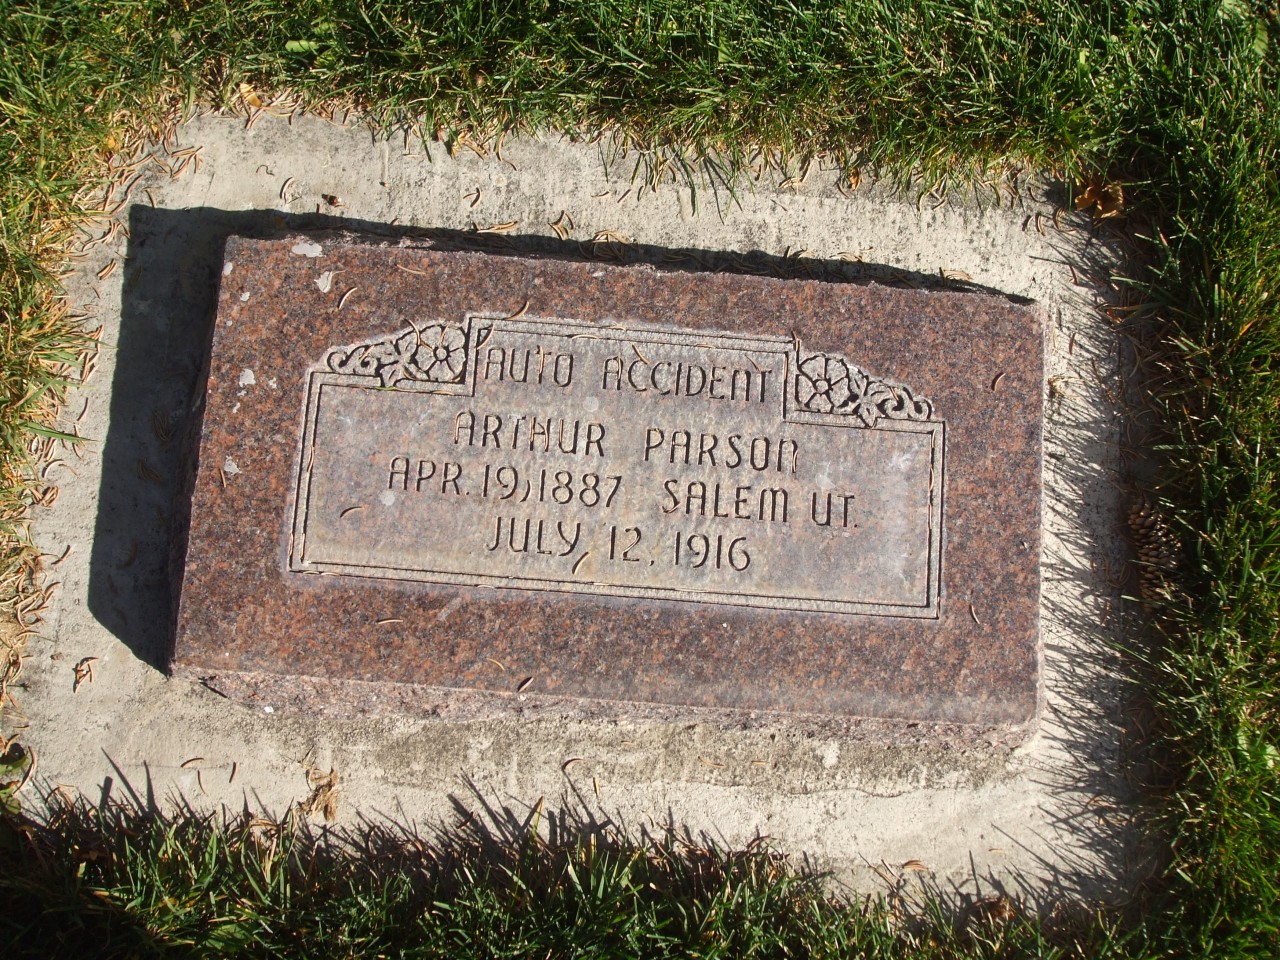 AUTO ACCIDENT
ARTHUR PARSON
APR. 19, 1887 SALEM UT.
JULY 12, 1916